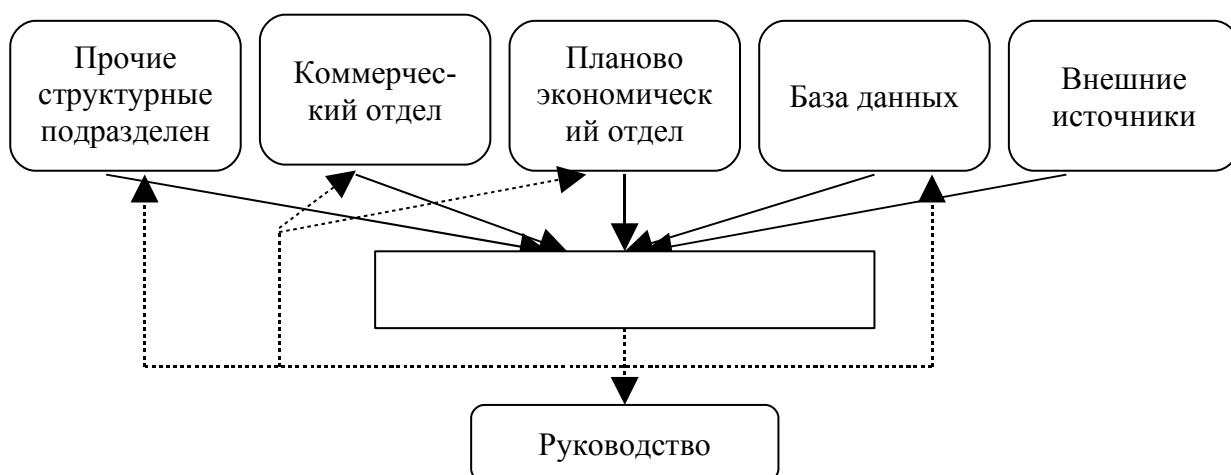 Прочие
структурные
подразделен
Коммерчес-
кий отдел
Планово
экономическ
ий отдел
База данных
Внешние
источники
Руководство